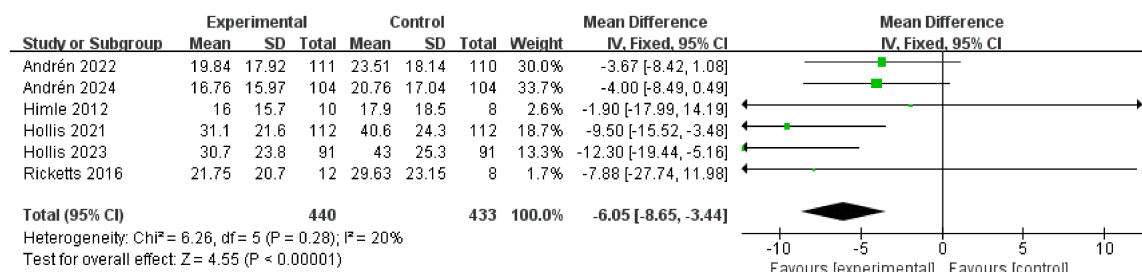 Experimental Control Mean Difference Mean Difference
Study or Subgroup Mean SD Total Mean SD Total Weight IV, Fixed, 95% CI IV, Fixed, 95% CI
Andrén 2022 19.84 17.92 111 23.51 18.14 110 30.0% -3.67 [-8.42, 1.08]
Andrén 2024 16.76 15.97 104 20.76 17.04 104 33.7% -4.00 [-8.49, 0.49]
Himle 2012 16 15.7 10 17.9 18.5 8 2.6% -1.90 [-17.99, 14.19]
Hollis 2021 31.1 21.6 112 40.6 24.3 112 18.7% -9.50 [-15.52, -3.48]
Hollis 2023 30.7 23.8 91 43 25.3 91 13.3% -12.30 [-19.44, -5.16]
Ricketts 2016 21.75 20.7 12 29.63 23.15 8 1.7% -7.88 [-27.74, 11.98]
Total (95% CI) 440 433 100.0% -6.05 [-8.65, -3.44]
Heterogeneity: Chi² = 6.26, df = 5 (P = 0.28); I² = 20%
Test for overall effect: Z = 4.55 (P < 0.00001)
-10 -5 0 5 10
Favours [experimental] Favours [control]